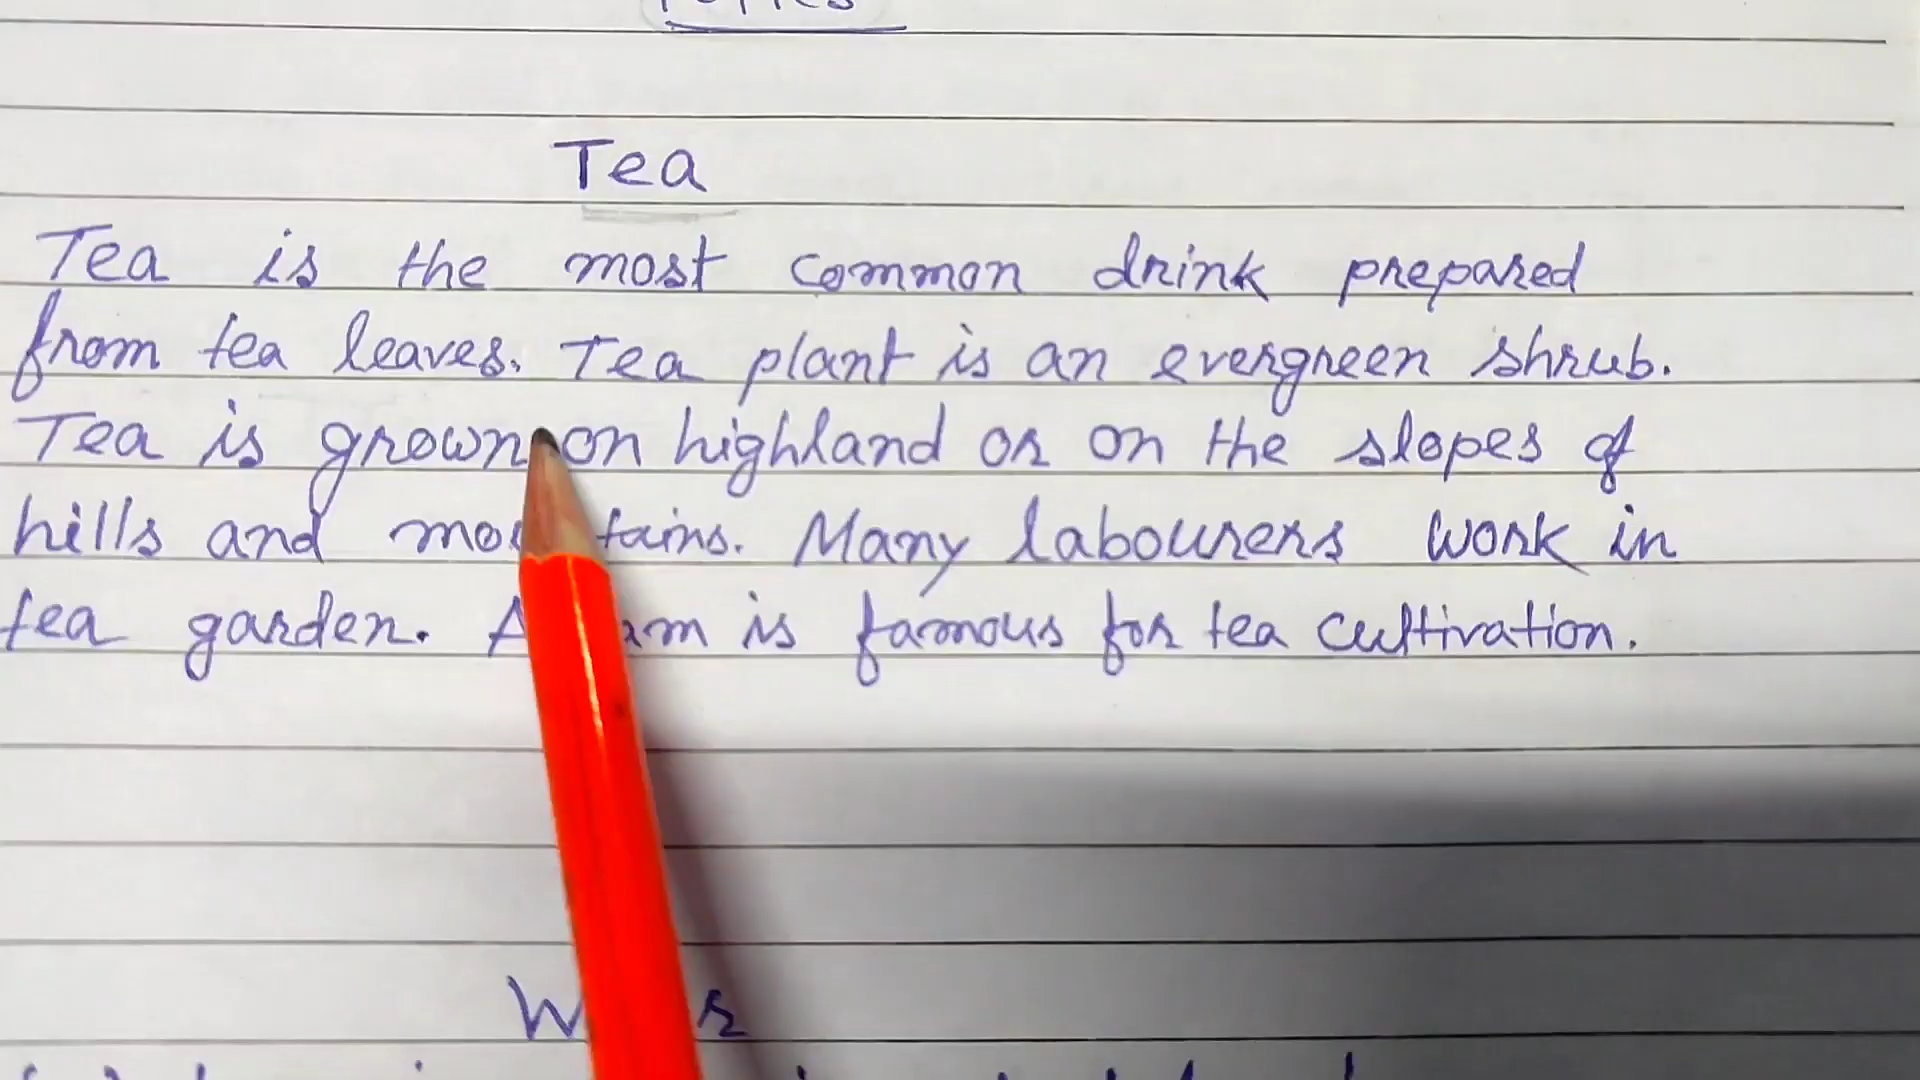 Topics
Tea
Tea is the most common drink prepared
from tea leaves. Tea plant is an evergreen shrub.
Tea is grown on highland or on the slopes of
hills and tains. Many labourers work in
tea garden. is famous for tea cultivation.